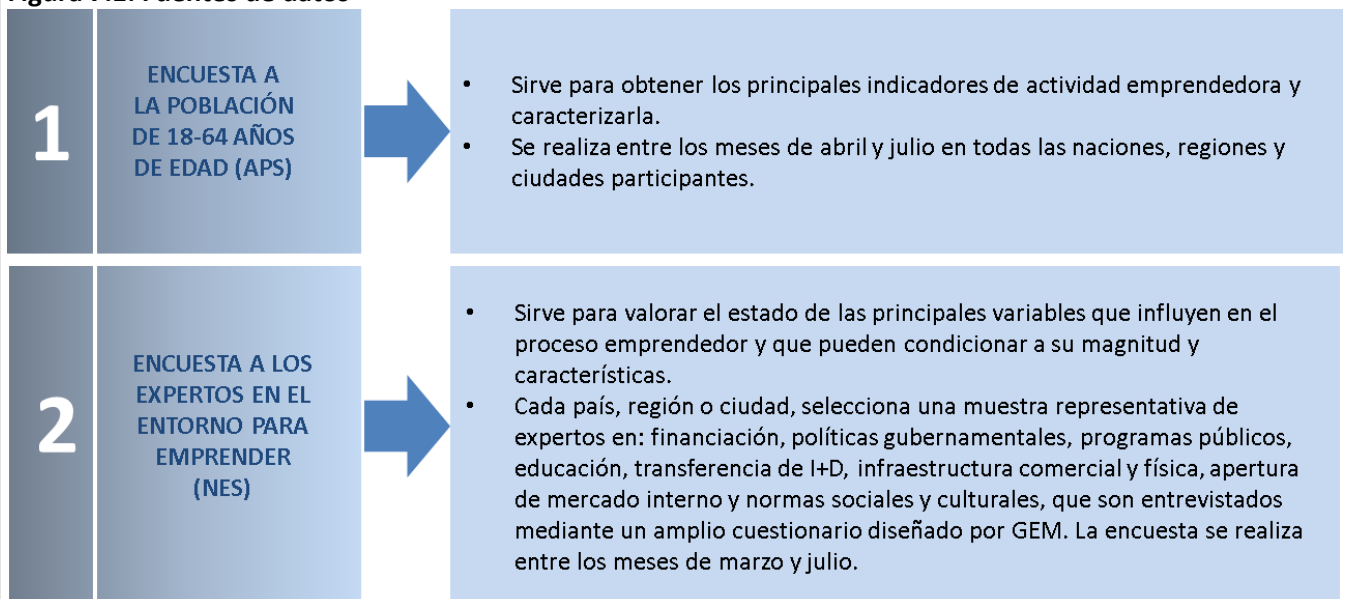 1
ENCUESTA A
LA POBLACIÓN
DE 18-64 AÑOS
DE EDAD (APS)
• Sirve para obtener los principales indicadores de actividad emprendedora y
caracterizarla.
• Se realiza entre los meses de abril y julio en todas las naciones, regiones y
ciudades participantes.
2
ENCUESTA A LOS
EXPERTOS EN EL
ENTORNO PARA
EMPRENDER
(NES)
• Sirve para valorar el estado de las principales variables que influyen en el
proceso emprendedor y que pueden condicionar a su magnitud y
características.
• Cada país, región o ciudad, selecciona una muestra representativa de
expertos en: financiación, políticas gubernamentales, programas públicos,
educación, transferencia de I+D, infraestructura comercial y física, apertura
de mercado interno y normas sociales y culturales, que son entrevistados
mediante un amplio cuestionario diseñado por GEM. La encuesta se realiza
entre los meses de marzo y julio.